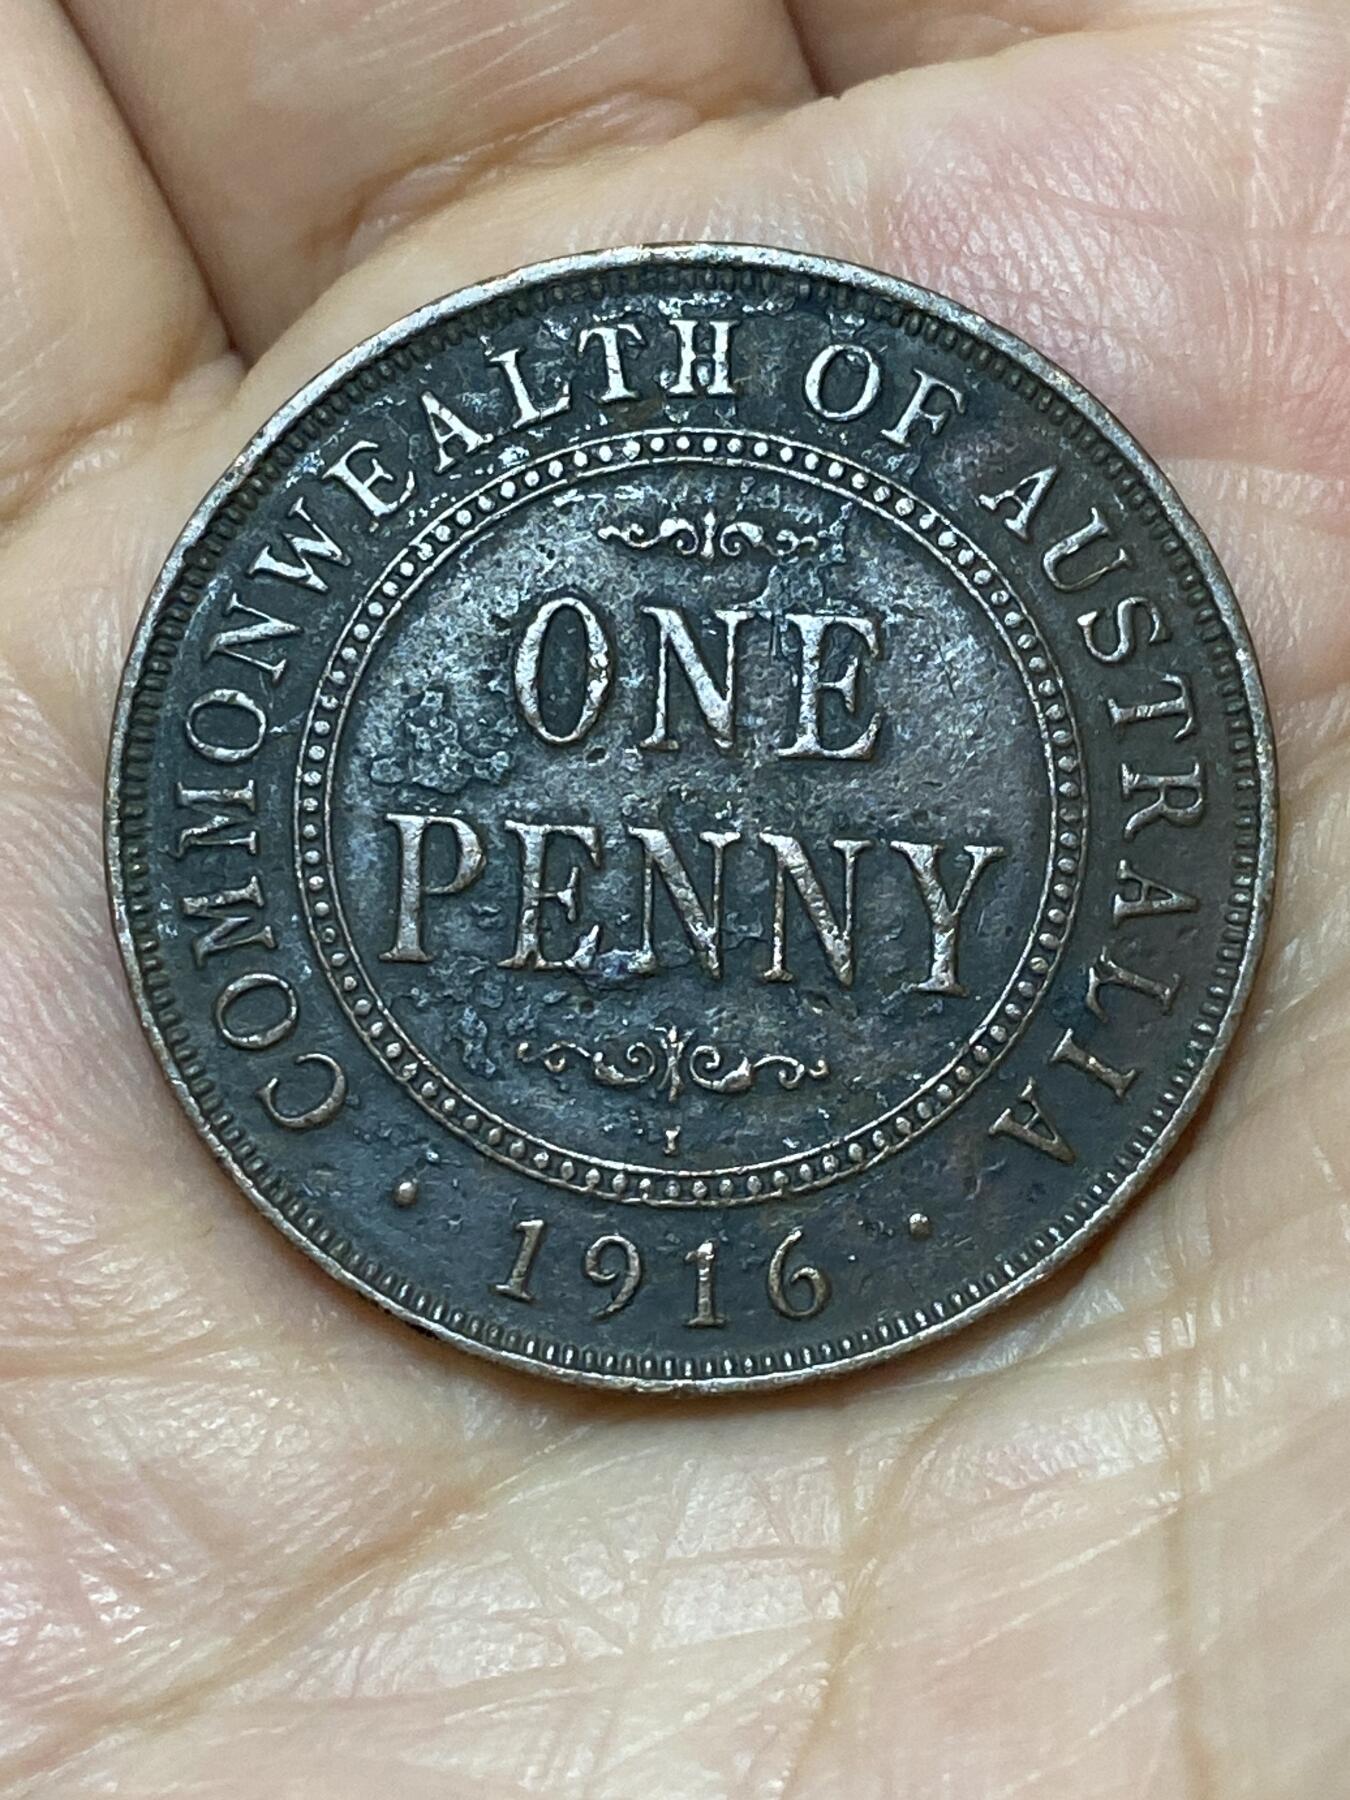 COMMONWEALTH OF AUSTRALIA
ONE
PENNY
I
· 1916 ·